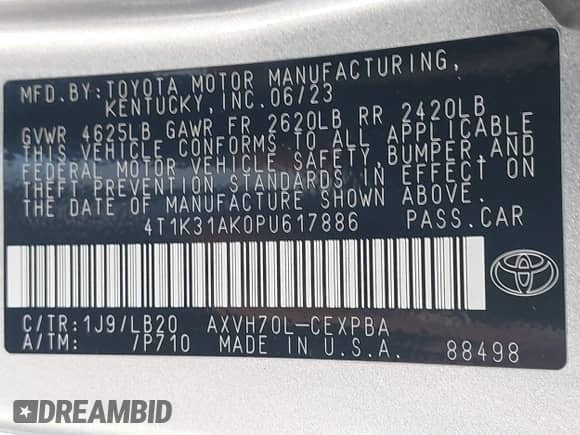 MFD.BY:TOYOTA MOTOR MANUFACTURING,
KENTUCKY, INC. 06/23
GVWR 4625LB GAWR FR 2620LB RR 2420LB
THIS VEHICLE CONFORMS TO ALL APPLICABLE
FEDERAL MOTOR VEHICLE SAFETY, BUMPER, AND
THEFT PREVENTION STANDARDS IN EFFECT ON
THE DATE OF MANUFACTURE SHOWN ABOVE.
4T1K31AK0PU617886 PASS.CAR
C/TR:1J9/LB20 AXVH70L-CEXPBA
A/TM: /P710 MADE IN U.S.A. 88498
DREAMBID